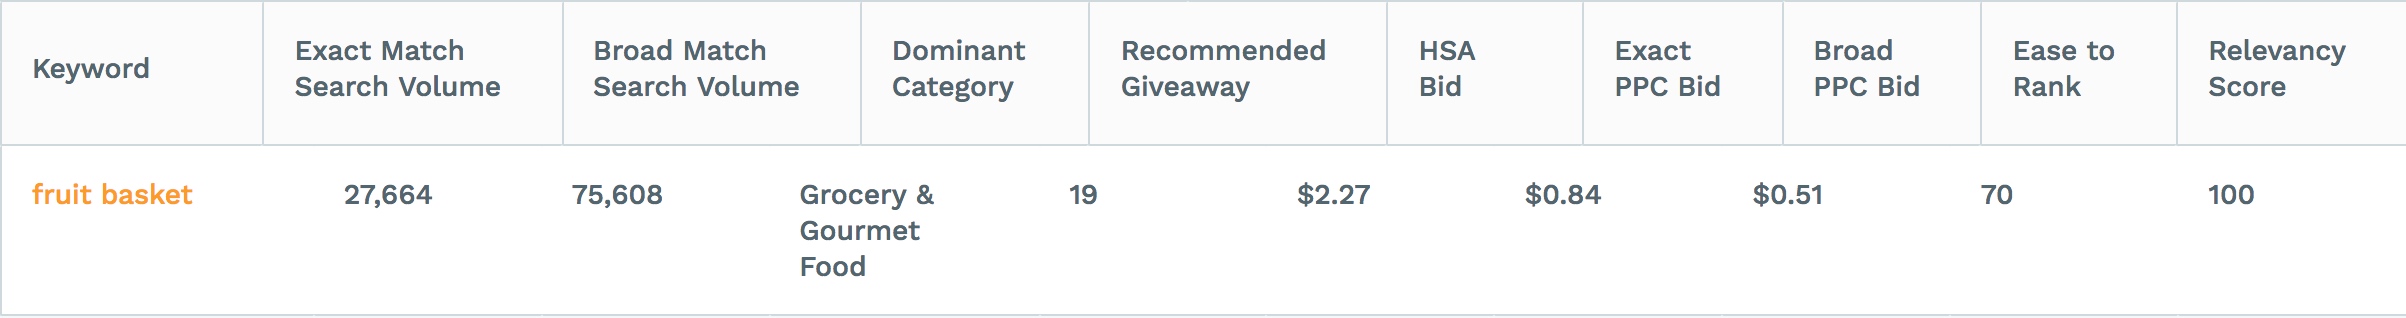 Keyword
Exact Match
Search Volume
Broad Match
Search Volume
Dominant
Category
Recommended
Giveaway
HSA
Bid
Exact
PPC Bid
Broad
PPC Bid
Ease to
Rank
Relevancy
Score
fruit basket
27,664
75,608
Grocery &
Gourmet
Food
19
$2.27
$0.84
$0.51
70
100